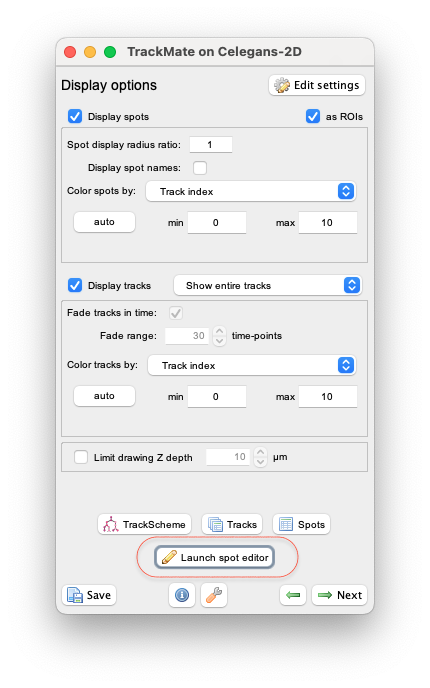 TrackMate on Celegans-2D
Display options
Edit settings
Display spots
as ROIs
Spot display radius ratio: 1
Display spot names:
Color spots by: Track index
auto min 0 max 10
Display tracks Show entire tracks
Fade tracks in time:
Fade range: 30 time-points
Color tracks by: Track index
auto min 0 max 10
Limit drawing Z depth 10 µm
TrackScheme Tracks Spots
Launch spot editor
Save Next